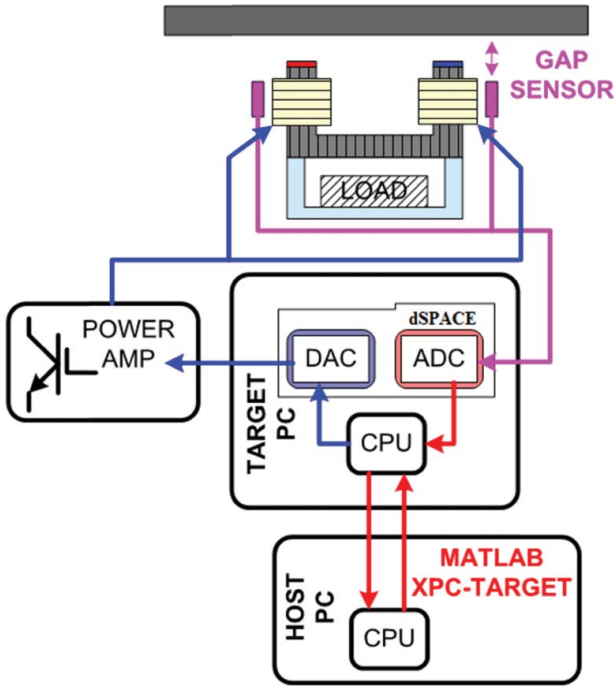 GAP
SENSOR
LOAD
POWER
AMP
dSPACE
DAC
ADC
TARGET
PC
CPU
MATLAB
XPC-TARGET
HOST
PC
CPU